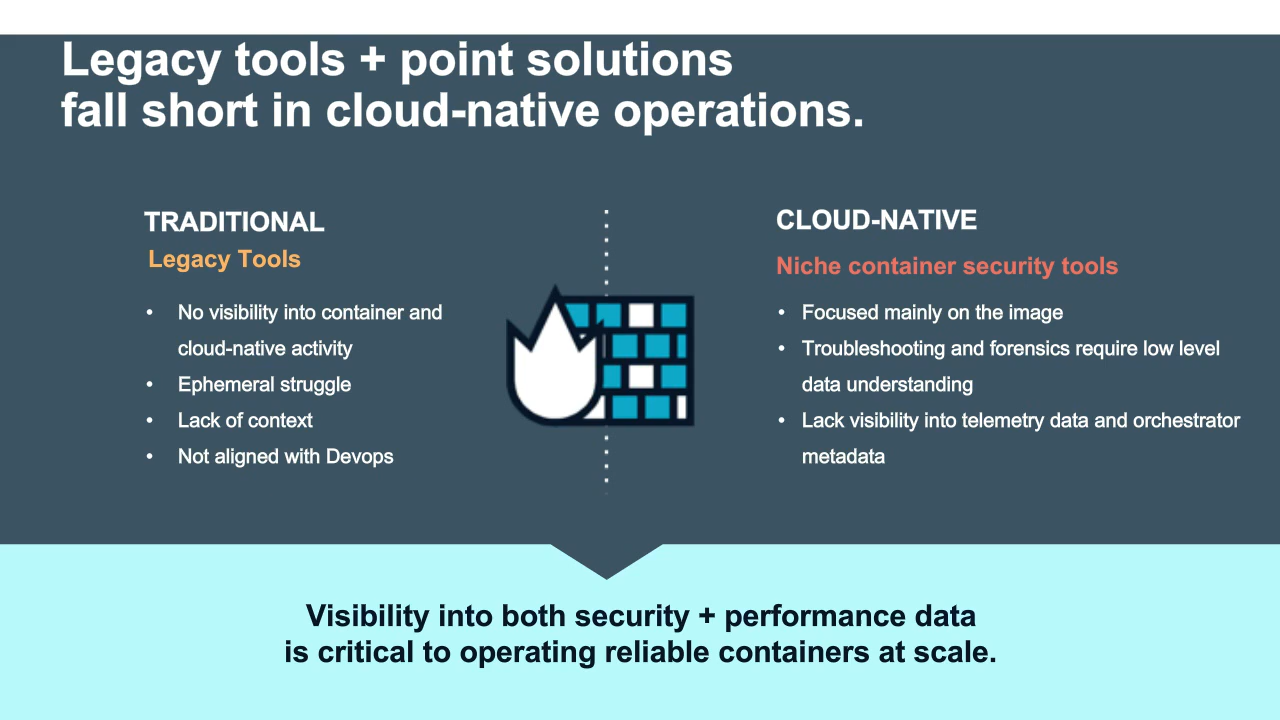 Legacy tools + point solutions
fall short in cloud-native operations.
TRADITIONAL
Legacy Tools
• No visibility into container and
cloud-native activity
• Ephemeral struggle
• Lack of context
• Not aligned with Devops
CLOUD-NATIVE
Niche container security tools
• Focused mainly on the image
• Troubleshooting and forensics require low level
data understanding
• Lack visibility into telemetry data and orchestrator
metadata
Visibility into both security + performance data
is critical to operating reliable containers at scale.